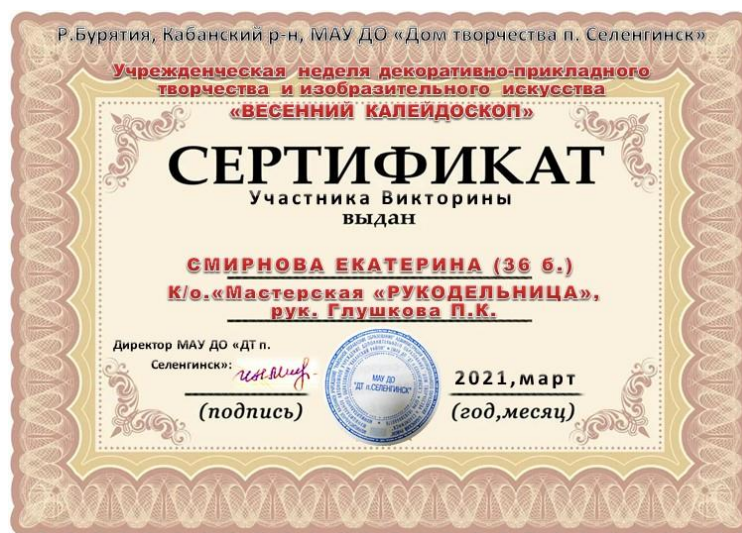 Р.Бурятия, Кабанский р-н, МАУ ДО «Дом творчества п. Селенгинск»
Учрежденческая неделя декоративно-прикладного
творчества и изобразительного искусства
«ВЕСЕННИЙ КАЛЕЙДОСКОП»
СЕРТИФИКАТ
Участника Викторины
выдан
СМИРНОВА ЕКАТЕРИНА (36 б.)
К/о.«Мастерская «РУКОДЕЛЬНИЦА»,
рук. Глушкова П.К.
Директор МАУ ДО «ДТ п.
Селенгинск»:
МАУ ДО
"ДТ п.СЕЛЕНГИНСК"
2021,март
(подпись)
(год,месяц)